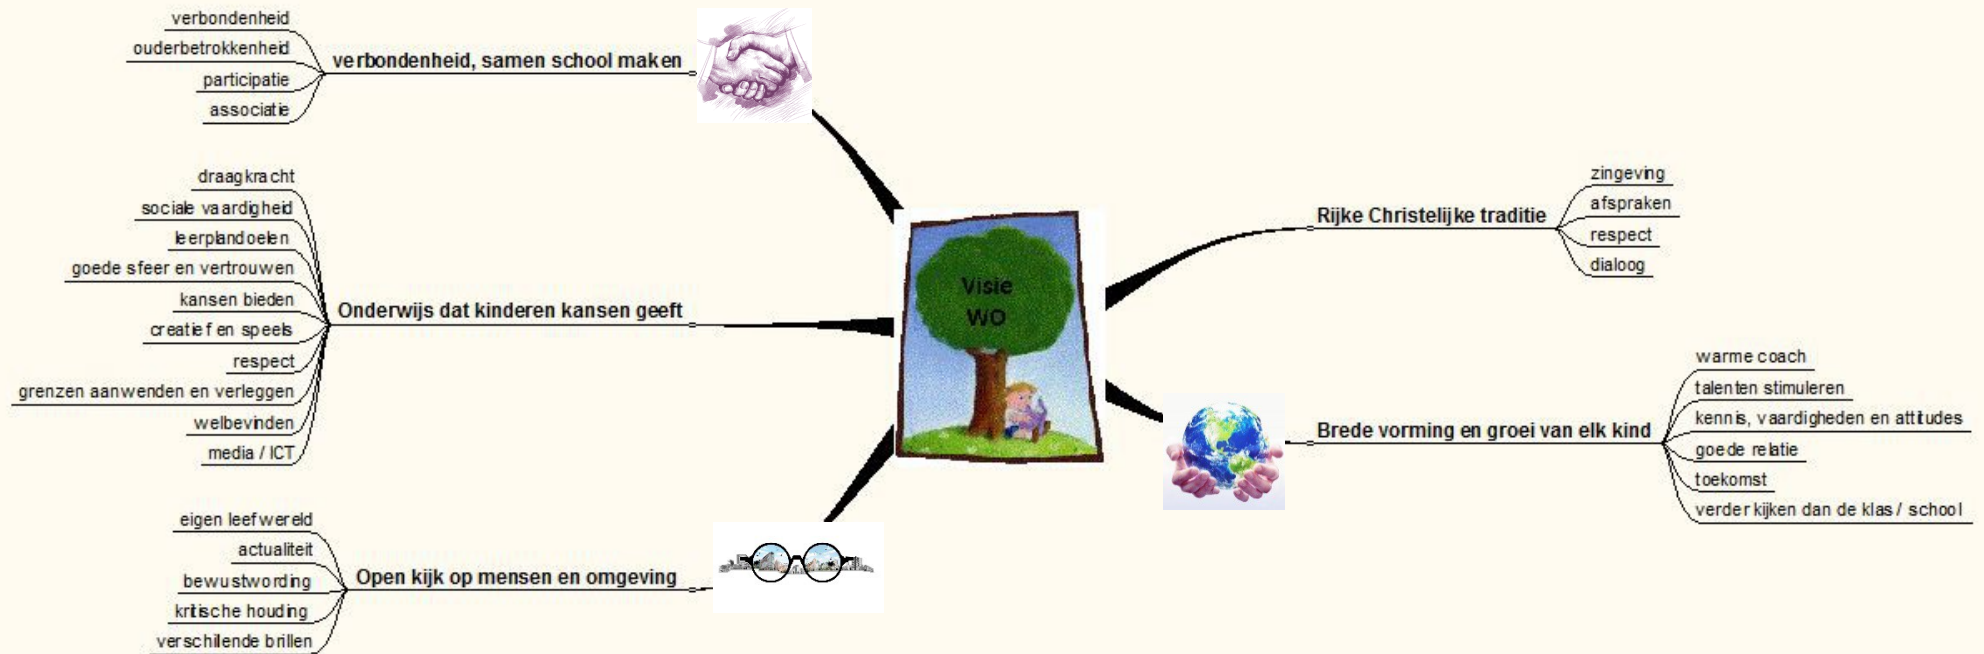 verbondenheid
ouderbetrokkenheid
participatie
associatie
verbondenheid, samen school maken
draagkracht
sociale vaardigheid
leerplandoelen
goede sfeer en vertrouwen
kansen bieden
creatief en speels
respect
grenzen aanwenden en verleggen
welbevinden
media / ICT
Onderwijs dat kinderen kansen geeft
eigen leefwereld
actualiteit
bewustwording
kritische houding
verschilende brillen
Open kijk op mensen en omgeving
Visie
WO
Rijke Christelijke traditie
zingeving
afspraken
respect
dialoog
Brede vorming en groei van elk kind
warme coach
talenten stimuleren
kennis, vaardigheden en attitudes
goede relatie
toekomst
verder kijken dan de klas / school